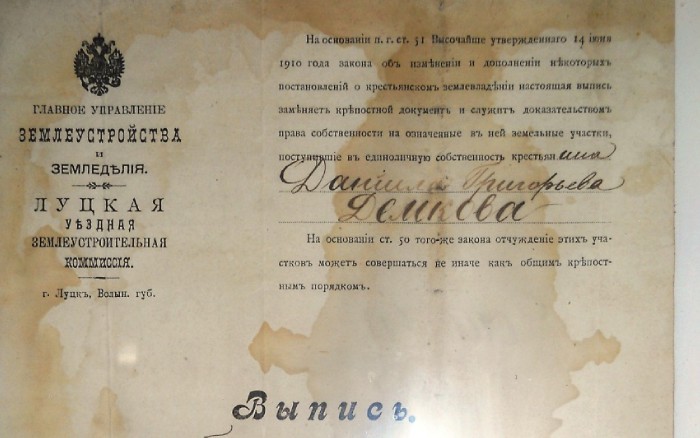 ГЛАВНОЕ УПРАВЛЕНІЕ
ЗЕМЛЕУСТРОЙСТВА
И
ЗЕМЛЕДѢЛІЯ.
ЛУЦКАЯ
УѢЗДНАЯ
ЗЕМЛЕУСТРОИТЕЛЬНАЯ
КОММИССІЯ.
г. Луцкъ, Волын. губ.
На основаніи п. г. ст. 51 Высочайше утвержденнаго 14 іюня
1910 года закона объ измѣненіи и дополненіи нѣкоторыхъ
постановленій о крестьянскомъ землевладѣніи настоящая выпись
замѣняетъ крѣпостной документъ и служитъ доказательствомъ
права собственности на означенные въ ней земельные участки,
поступившіе въ единоличную собственность крестьянина
Даніила Григорьева
Демкова
На основаніи ст. 50 того-же закона отчужденіе этихъ уча-
стковъ можетъ совершаться не иначе какъ общимъ крѣпост-
нымъ порядкомъ.
Выпись.